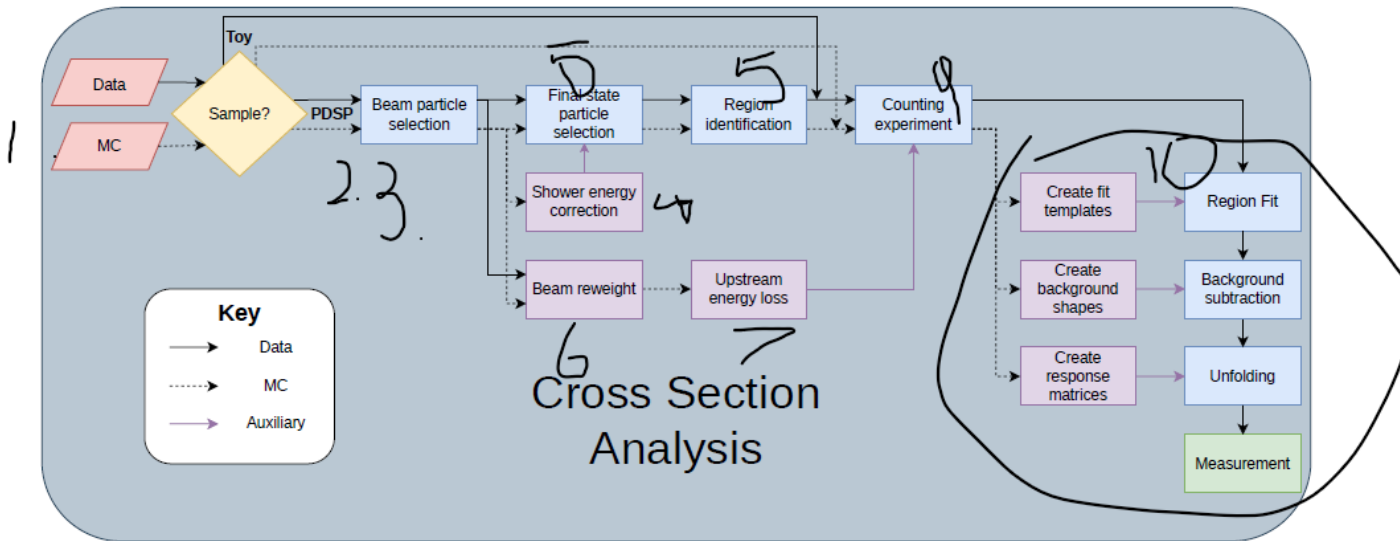 Toy
Data
MC
Sample?
PDSP
Beam particle
selection
Final state
particle
selection
Region
identification
Counting
experiment
1.
2.3.
5
5
9
Shower energy
correction
4
Beam reweight
Upstream
energy loss
6
7
Create fit
templates
10
Region Fit
Create
background
shapes
Background
subtraction
Create
response
matrices
Unfolding
Measurement
Key
Data
MC
Auxiliary
Cross Section
Analysis